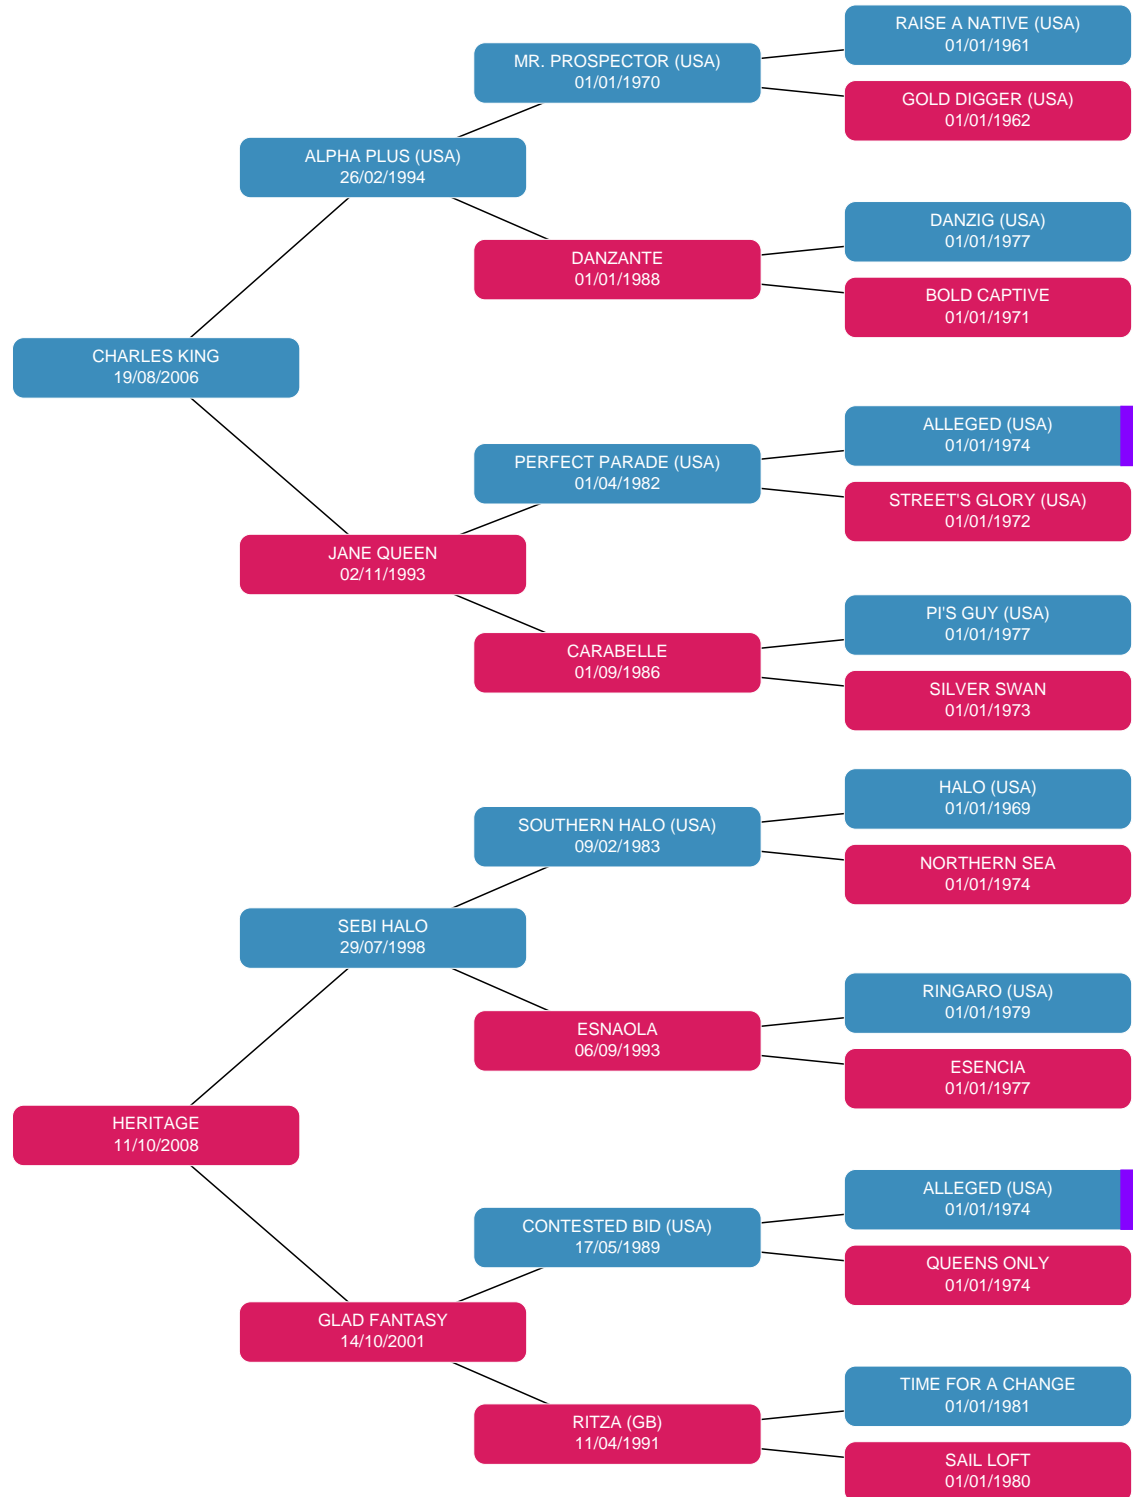 RAISE A NATIVE (USA)
01/01/1961
MR. PROSPECTOR (USA)
01/01/1970
GOLD DIGGER (USA)
01/01/1962
ALPHA PLUS (USA)
26/02/1994
DANZIG (USA)
01/01/1977
DANZANTE
01/01/1988
BOLD CAPTIVE
01/01/1971
CHARLES KING
19/08/2006
ALLEGED (USA)
01/01/1974
PERFECT PARADE (USA)
01/04/1982
STREET'S GLORY (USA)
01/01/1972
JANE QUEEN
02/11/1993
PI'S GUY (USA)
01/01/1977
CARABELLE
01/09/1986
SILVER SWAN
01/01/1973
HALO (USA)
01/01/1969
SOUTHERN HALO (USA)
09/02/1983
NORTHERN SEA
01/01/1974
SEBI HALO
29/07/1998
RINGARO (USA)
01/01/1979
ESNAOLA
06/09/1993
ESENCIA
01/01/1977
HERITAGE
11/10/2008
ALLEGED (USA)
01/01/1974
CONTESTED BID (USA)
17/05/1989
QUEENS ONLY
01/01/1974
GLAD FANTASY
14/10/2001
TIME FOR A CHANGE
01/01/1981
RITZA (GB)
11/04/1991
SAIL LOFT
01/01/1980